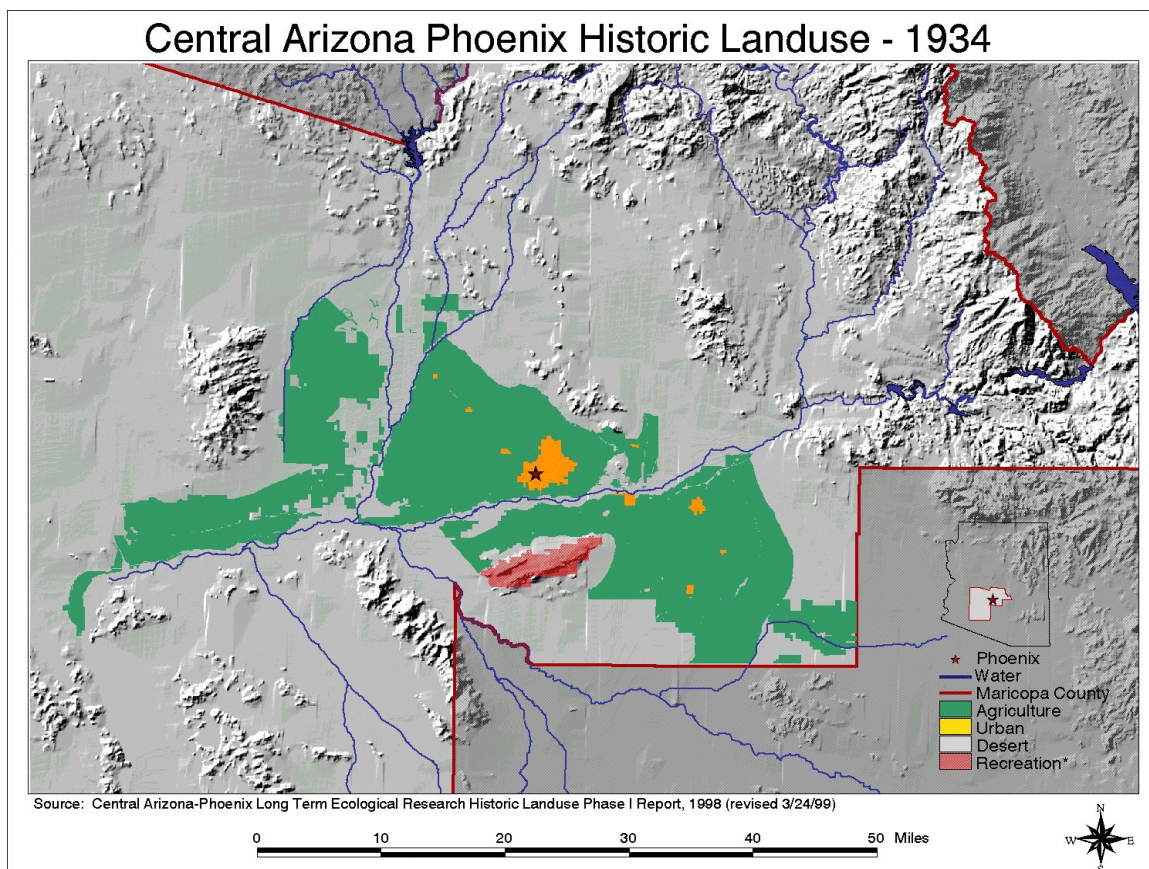 Central Arizona Phoenix Historic Landuse - 1934
Phoenix
Water
Maricopa County
Agriculture
Urban
Desert
Recreation*
Source: Central Arizona-Phoenix Long Term Ecological Research Historic Landuse Phase I Report, 1998 (revised 3/24/99)
0 10 20 30 40 50 Miles
N
W E
S